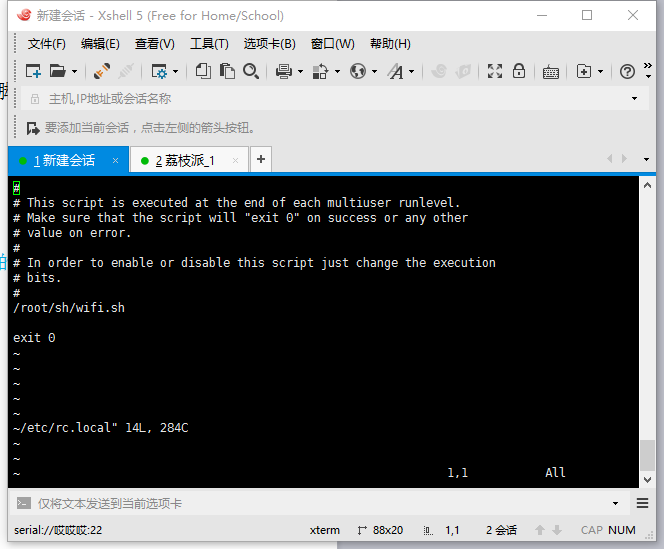 新建会话 - Xshell 5 (Free for Home/School)
文件(F) 编辑(E) 查看(V) 工具(T) 选项卡(B) 窗口(W) 帮助(H)
主机,IP地址或会话名称
要添加当前会话，点击左侧的箭头按钮。
1 新建会话 × 2 荔枝派_1 × +
#
# This script is executed at the end of each multiuser runlevel.
# Make sure that the script will "exit 0" on success or any other
# value on error.
#
# In order to enable or disable this script just change the execution
# bits.
#
/root/sh/wifi.sh
exit 0
~
~
~
~
~
~/etc/rc.local" 14L, 284C
~
~
~ 1,1 All
仅将文本发送到当前选项卡
serial://哎哎哎:22 xterm 88x20 1,1 2 会话 CAP NUM